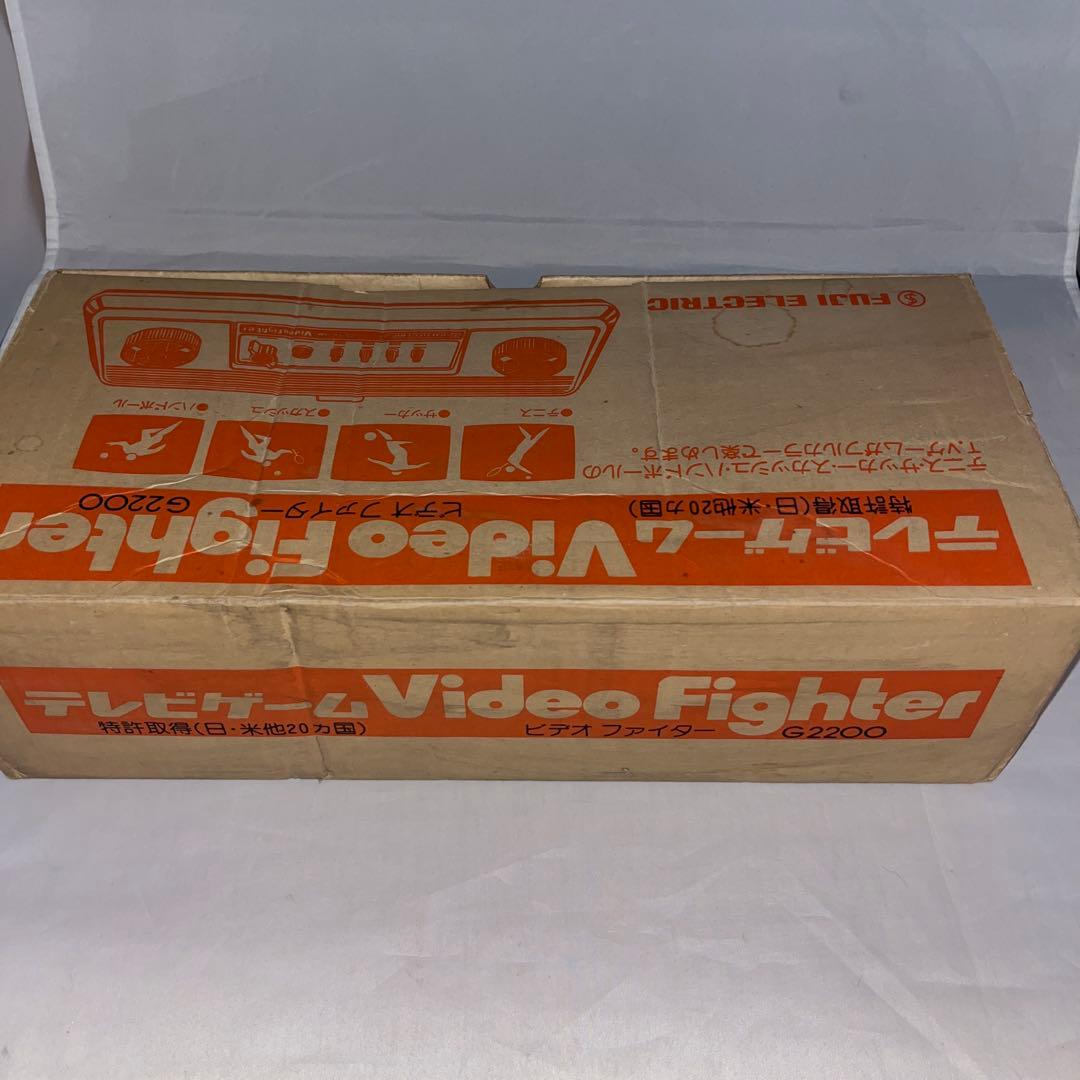 テレビゲーム Video Fighter
特許取得(日・米他20カ国) ビデオ ファイター G2200
テレビゲーム Video Fighter
特許取得(日・米他20カ国) ビデオ ファイター G2200
テニス・サッカー・スカッシュ・ハンドボールの
T.Vゲームがフルカラーで楽しめます。
●テニス ●サッカー ●スカッシュ ●ハンドボール
VideoFighter
FUJI ELECTRIC